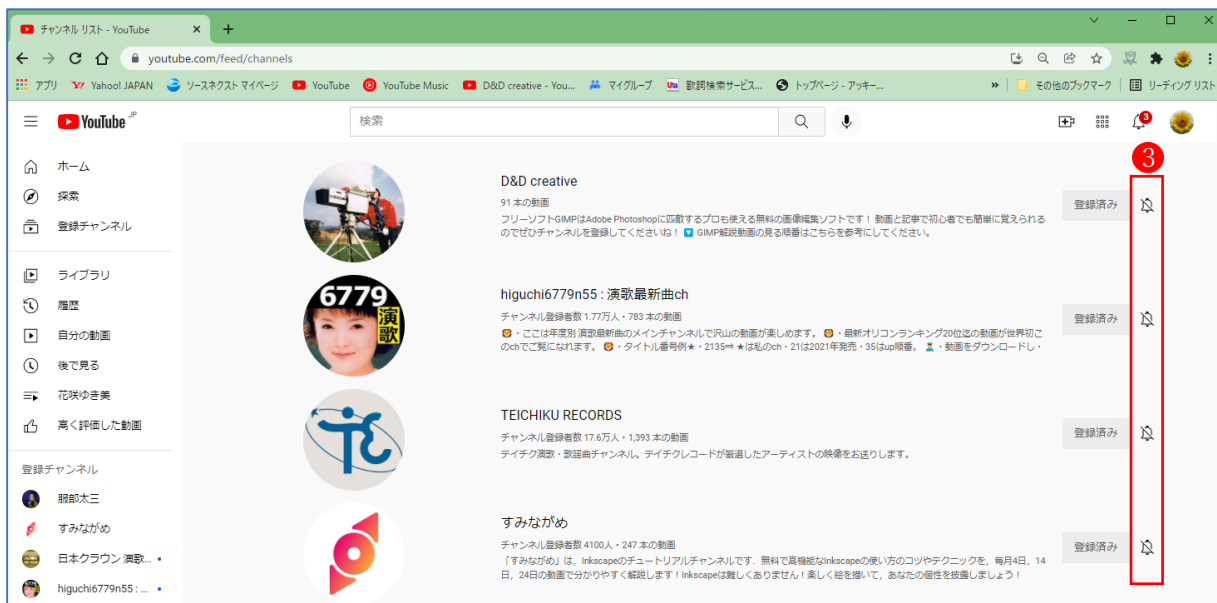 チャンネル リスト - YouTube
youtube.com/feed/channels
アプリ
Yahoo! JAPAN
ソースネクスト マイページ
YouTube
YouTube Music
D&D creative - You...
マイグループ
Uta
歌詞検索サービス...
トップページ - アッキー...
»
その他のブックマーク
リーディング リスト
YouTube JP
検索
3
3
ホーム
探索
登録チャンネル
ライブラリ
履歴
自分の動画
後で見る
花咲ゆき美
高く評価した動画
登録チャンネル
服部太三
すみながめ
日本クラウン 演歌...
higuchi6779n55 : ...
D&D creative
91 本の動画
フリーソフトGIMPはAdobe Photoshopに匹敵するプロも使える無料の画像編集ソフトです！ 動画と記事で初心者でも簡単に覚えられる
のでぜひチャンネルを登録してくださいね！ GIMP解説動画の見る順番はこちらを参考にしてください。
登録済み
6779
演歌
higuchi6779n55 : 演歌最新曲ch
チャンネル登録者数 1.77万人・783 本の動画
・ここは年度別 演歌最新曲のメインチャンネルで沢山の動画が楽しめます。 ・最新オリコンランキング20位迄の動画が世界初こ
のchでご覧になれます。 ・タイトル番号例★・2135⇒ ★は私のch・21は2021年発売・35はup順番。 ・動画をダウンロードし・
登録済み
TEICHIKU RECORDS
チャンネル登録者数 17.6万人・1,393 本の動画
テイチク演歌・歌謡曲チャンネル。テイチクレコードが厳選したアーティストの映像をお送りします。
登録済み
すみながめ
チャンネル登録者数 4100人・247 本の動画
「すみながめ」は，Inkscapeのチュートリアルチャンネルです．無料で高機能なInkscapeの使い方のコツやテクニックを，毎月4日，14
日，24日の動画で分かりやすく解説します！Inkscapeは難しくありません！楽しく絵を描いて，あなたの個性を披露しましょう！
登録済み